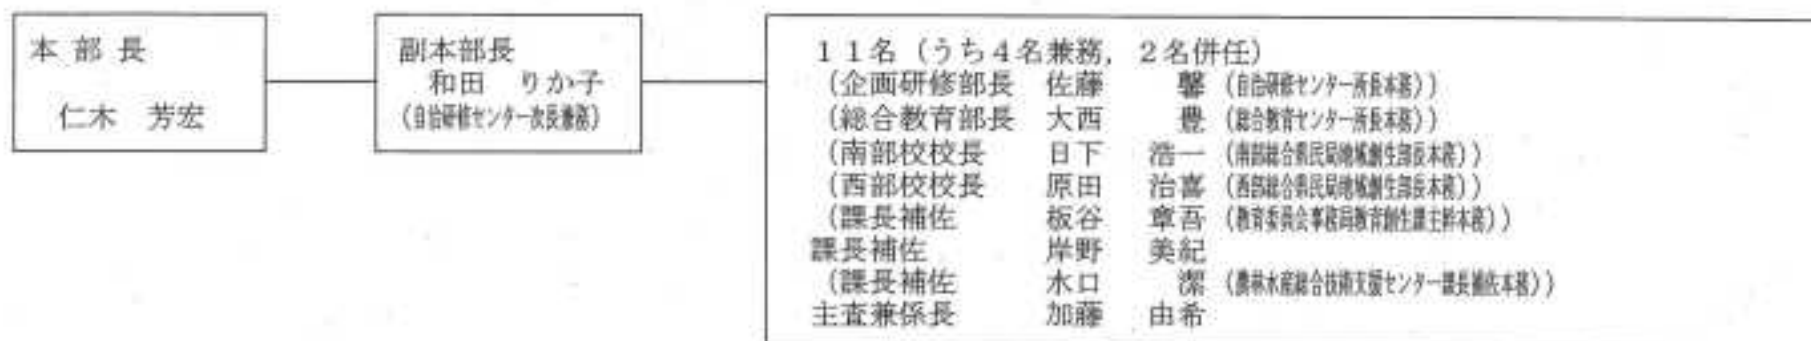 本部長
仁木 芳宏
副本部長
和田 りか子
(自治研修センター次長兼務)
11名(うち4名兼務,2名併任)
(企画研修部長 佐藤 馨 (自治研修センター所長本務))
(総合教育部長 大西 豊 (総合教育センター所長本務))
(南部校校長 日下 浩一 (南部総合県民局地域創生部長本務))
(西部校校長 原田 治喜 (西部総合県民局地域創生部長本務))
(課長補佐 板谷 章吾 (教育委員会事務局教育創生課主幹本務))
課長補佐 岸野 美紀
(課長補佐 水口 潔 (農林水産総合技術支援センター課長補佐本務))
主査兼係長 加藤 由希